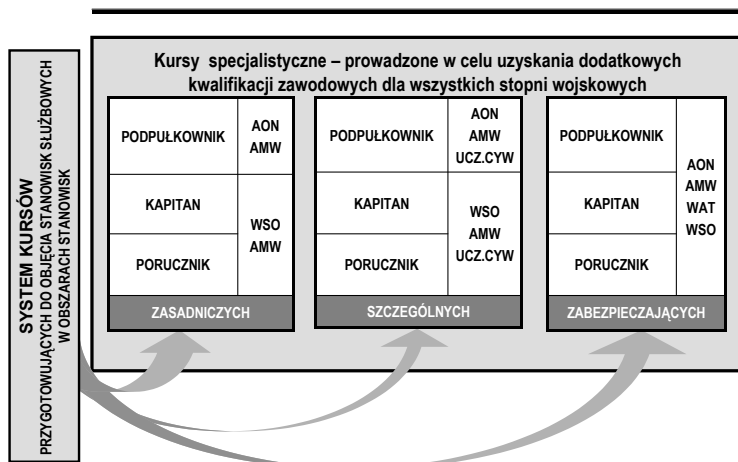 SYSTEM KURSÓW
PRZYGOTOWUJĄCYCH DO OBJĘCIA STANOWISK SŁUŻBOWYCH
W OBSZARACH STANOWISK
Kursy specjalistyczne – prowadzone w celu uzyskania dodatkowych
kwalifikacji zawodowych dla wszystkich stopni wojskowych
PODPUŁKOWNIK
AON
AMW
KAPITAN
PORUCZNIK
WSO
AMW
ZASADNICZYCH
PODPUŁKOWNIK
AON
AMW
UCZ.CYW
KAPITAN
PORUCZNIK
WSO
AMW
UCZ.CYW
SZCZEGÓLNYCH
PODPUŁKOWNIK
KAPITAN
PORUCZNIK
AON
AMW
WAT
WSO
ZABEZPIECZAJĄCYCH